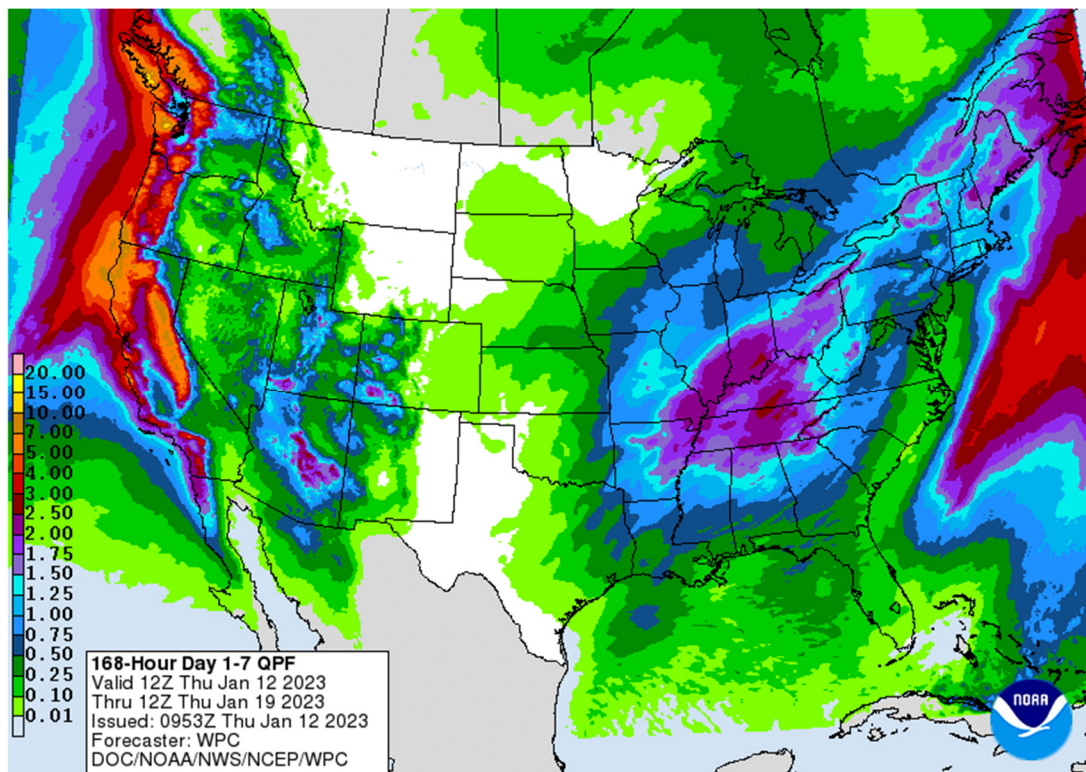 20.00
15.00
10.00
7.00
5.00
4.00
3.00
2.50
2.00
1.75
1.50
1.25
1.00
0.75
0.50
0.25
0.10
0.01
168-Hour Day 1-7 QPF
Valid 12Z Thu Jan 12 2023
Thru 12Z Thu Jan 19 2023
Issued: 0953Z Thu Jan 12 2023
Forecaster: WPC
DOC/NOAA/NWS/NCEP/WPC
NOAA